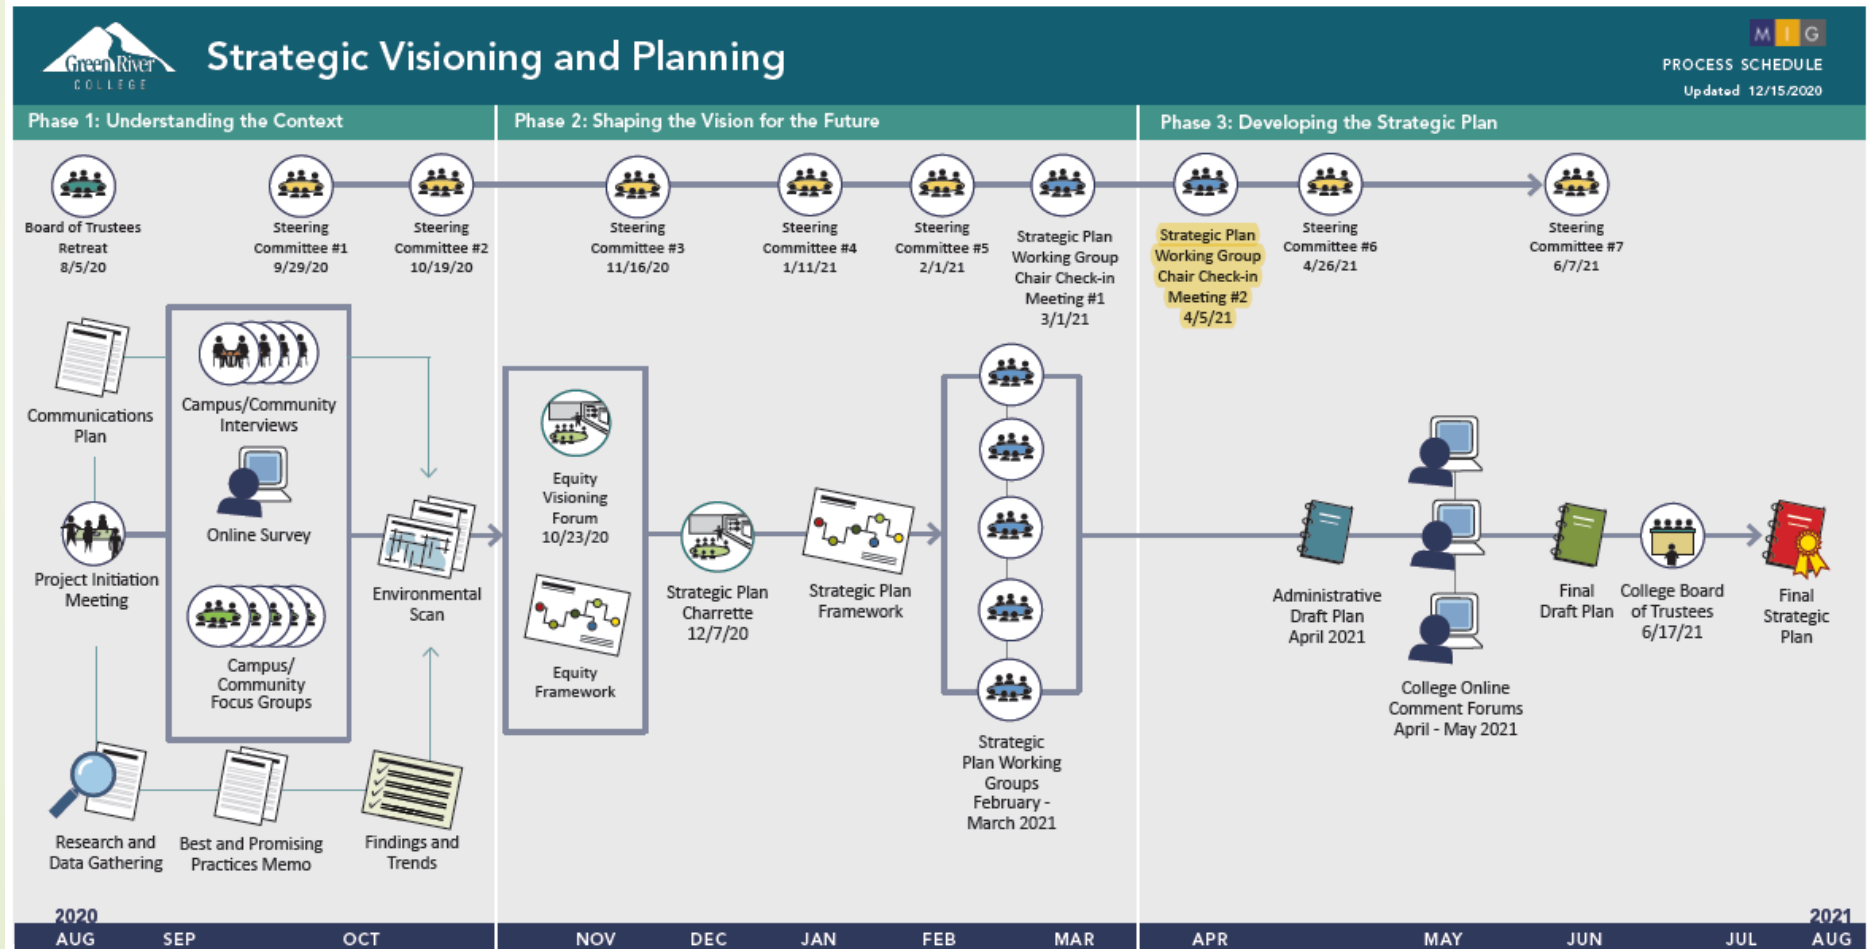 Green River
COLLEGE
Strategic Visioning and Planning
M I G
PROCESS SCHEDULE
Updated 12/15/2020
Phase 1: Understanding the Context
Phase 2: Shaping the Vision for the Future
Phase 3: Developing the Strategic Plan
Board of Trustees
Retreat
8/5/20
Steering
Committee #1
9/29/20
Steering
Committee #2
10/19/20
Steering
Committee #3
11/16/20
Steering
Committee #4
1/11/21
Steering
Committee #5
2/1/21
Strategic Plan
Working Group
Chair Check-in
Meeting #1
3/1/21
Strategic Plan
Working Group
Chair Check-in
Meeting #2
4/5/21
Steering
Committee #6
4/26/21
Steering
Committee #7
6/7/21
Communications
Plan
Project Initiation
Meeting
Research and
Data Gathering
Campus/Community
Interviews
Online Survey
Campus/
Community
Focus Groups
Best and Promising
Practices Memo
Environmental
Scan
Findings and
Trends
Equity
Visioning
Forum
10/23/20
Equity
Framework
Strategic Plan
Charrette
12/7/20
Strategic Plan
Framework
Strategic
Plan Working
Groups
February -
March 2021
Administrative
Draft Plan
April 2021
College Online
Comment Forums
April - May 2021
Final
Draft Plan
College Board
of Trustees
6/17/21
Final
Strategic
Plan
2020
2021
AUG SEP OCT NOV DEC JAN FEB MAR APR MAY JUN JUL AUG